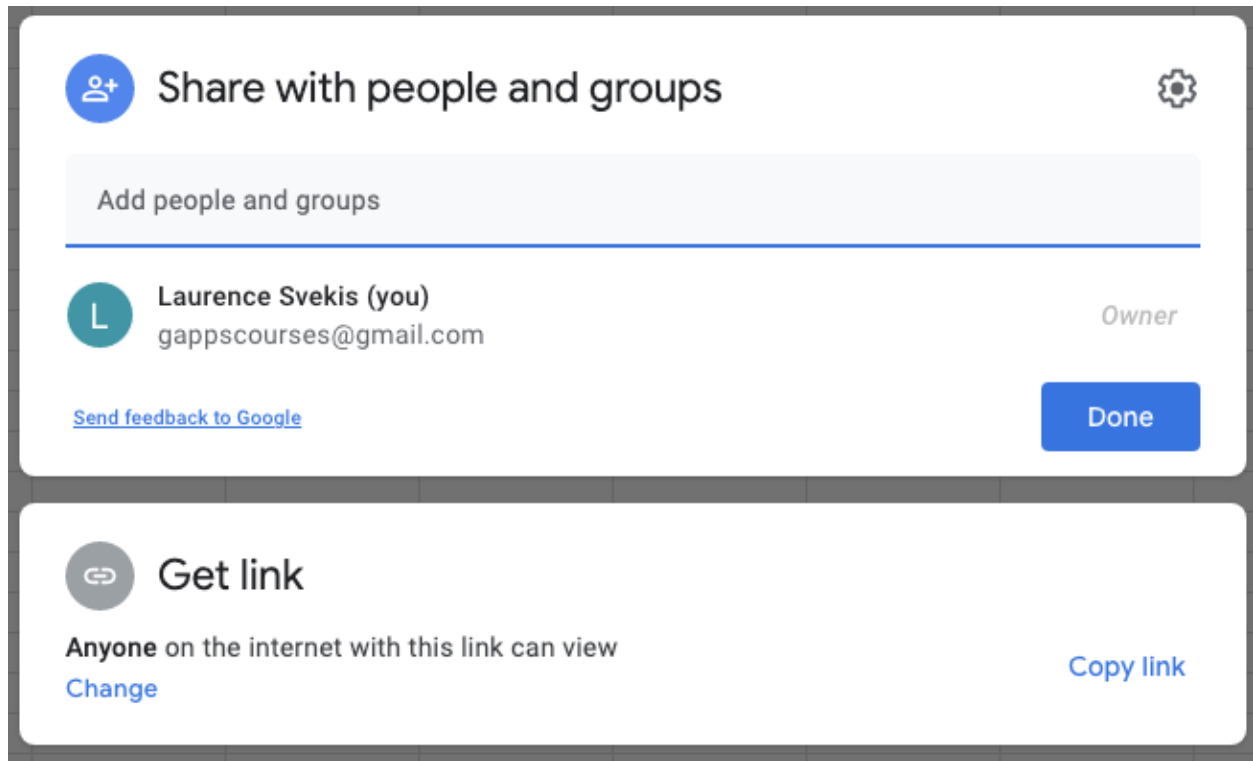 Share with people and groups
Add people and groups
L
Laurence Svekis (you)
gappscourses@gmail.com
Owner
Send feedback to Google
Done
Get link
Anyone on the internet with this link can view
Change
Copy link